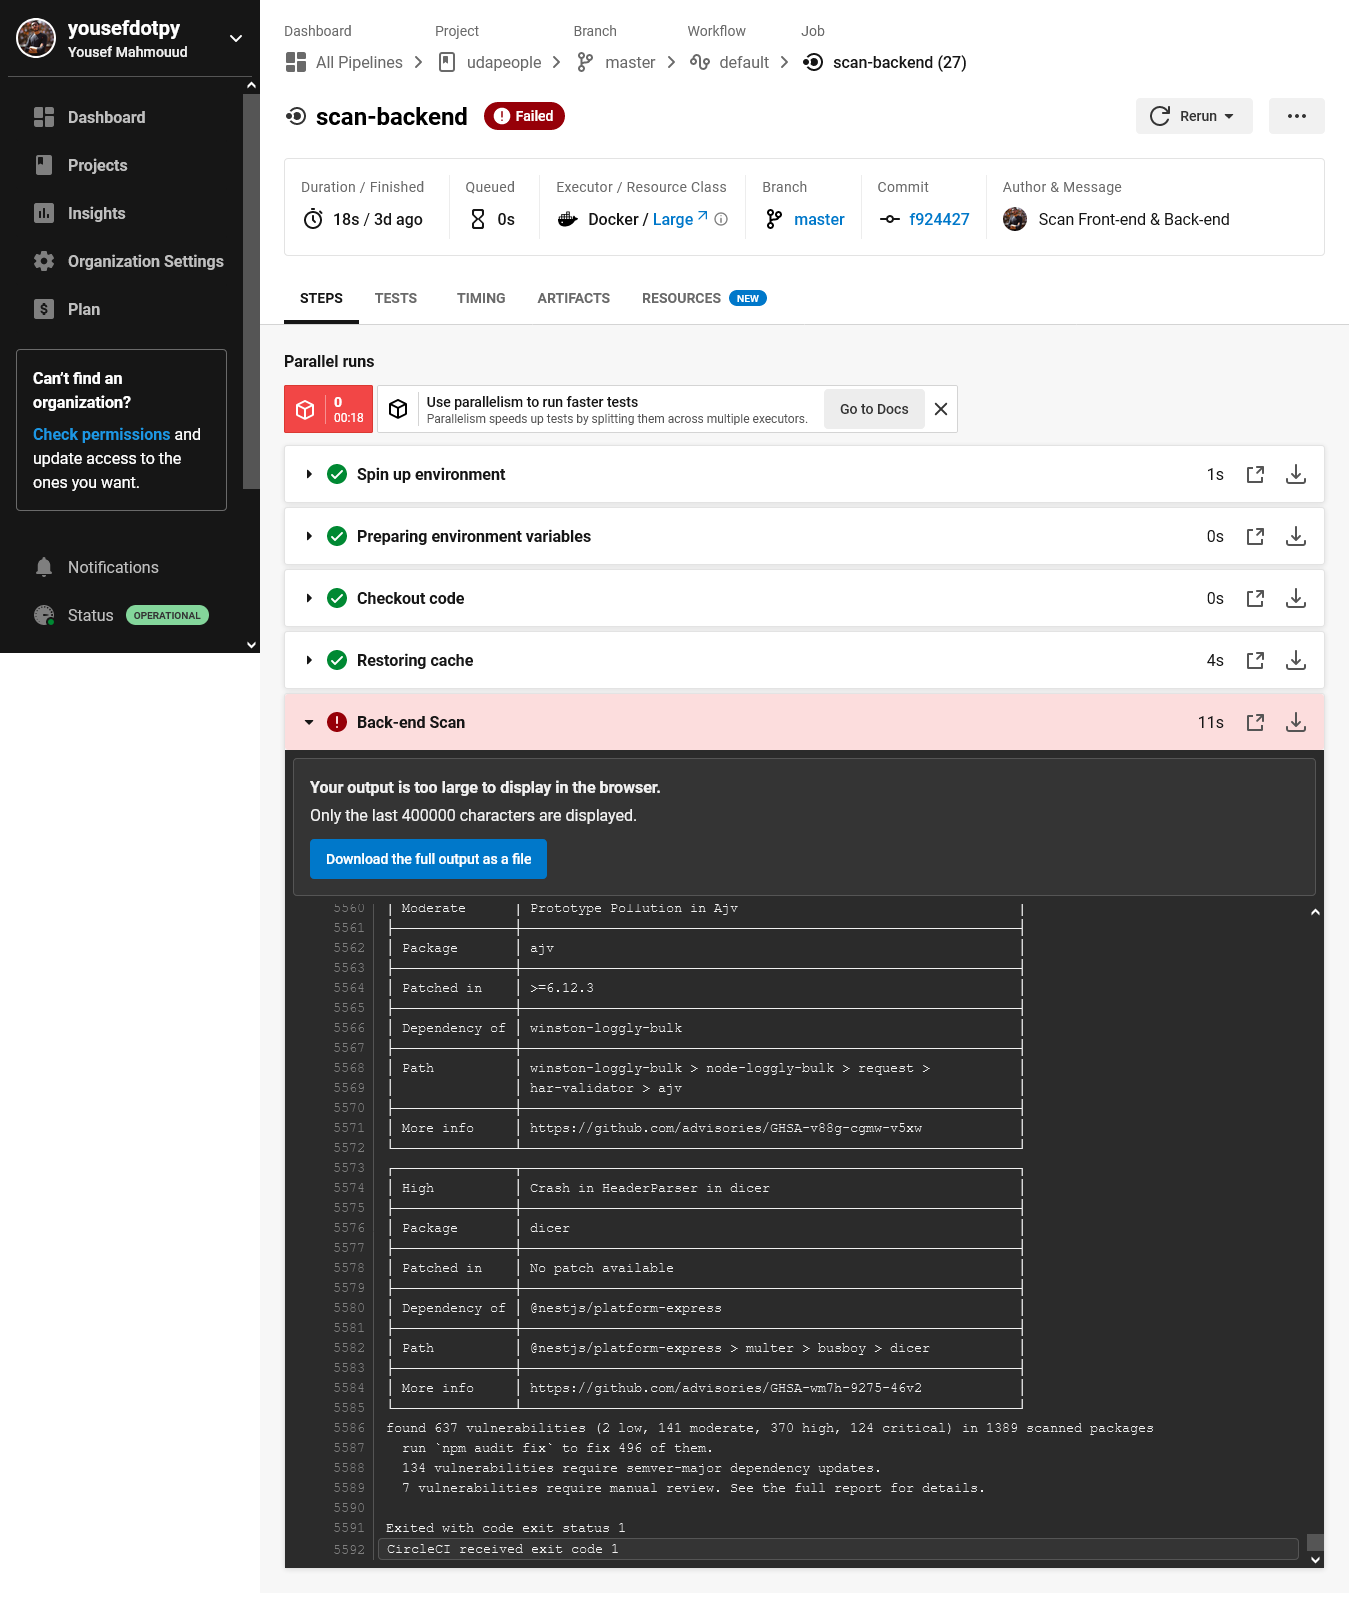 yousefdotpy
Yousef Mahmouud
Dashboard
Projects
Insights
Organization Settings
Plan
Can't find an
organization?
Check permissions and
update access to the
ones you want.
Notifications
Status OPERATIONAL
Dashboard Project Branch Workflow Job
All Pipelines udapeople master default scan-backend (27)
scan-backend Failed
Rerun
Duration / Finished Queued Executor / Resource Class Branch Commit Author & Message
18s / 3d ago 0s Docker / Large master f924427 Scan Front-end & Back-end
STEPS TESTS TIMING ARTIFACTS RESOURCES NEW
Parallel runs
0
00:18
Use parallelism to run faster tests
Parallelism speeds up tests by splitting them across multiple executors.
Go to Docs
Spin up environment 1s
Preparing environment variables 0s
Checkout code 0s
Restoring cache 4s
Back-end Scan 11s
Your output is too large to display in the browser.
Only the last 400000 characters are displayed.
Download the full output as a file
5560 Moderate Prototype Pollution in Ajv
5561
5562 Package ajv
5563
5564 Patched in >=6.12.3
5565
5566 Dependency of winston-loggly-bulk
5567
5568 Path winston-loggly-bulk > node-loggly-bulk > request >
5569 har-validator > ajv
5570
5571 More info https://github.com/advisories/GHSA-v88g-cgmw-v5xw
5572
5573
5574 High Crash in HeaderParser in dicer
5575
5576 Package dicer
5577
5578 Patched in No patch available
5579
5580 Dependency of @nestjs/platform-express
5581
5582 Path @nestjs/platform-express > multer > busboy > dicer
5583
5584 More info https://github.com/advisories/GHSA-wm7h-9275-46v2
5585
5586 found 637 vulnerabilities (2 low, 141 moderate, 370 high, 124 critical) in 1389 scanned packages
5587 run `npm audit fix` to fix 496 of them.
5588 134 vulnerabilities require semver-major dependency updates.
5589 7 vulnerabilities require manual review. See the full report for details.
5590
5591 Exited with code exit status 1
5592 CircleCI received exit code 1